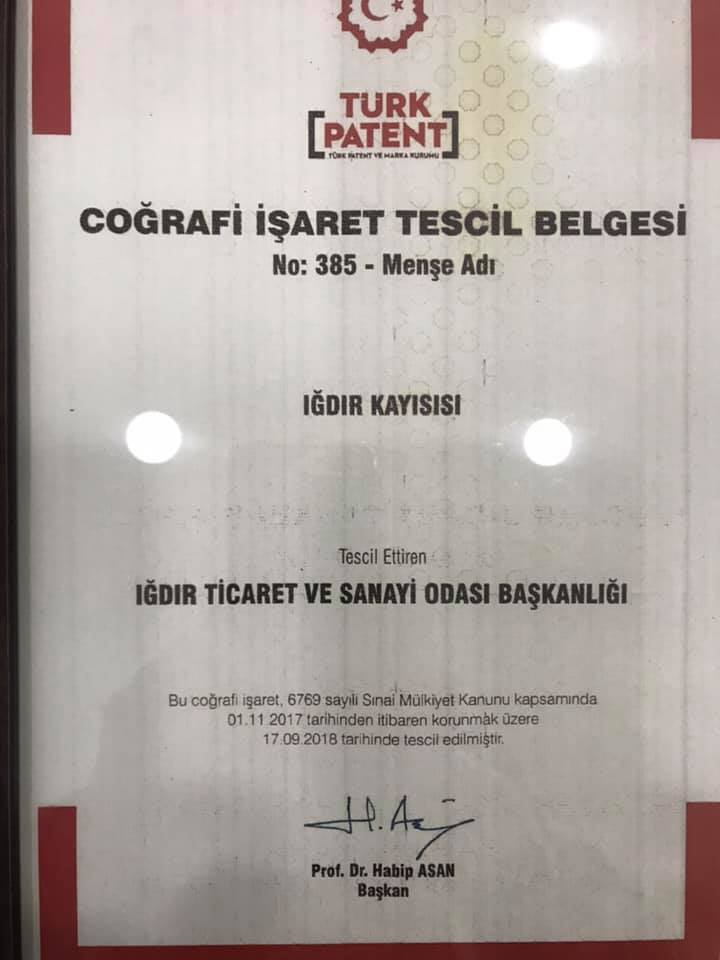 TÜRK
PATENT
TÜRK PATENT VE MARKA KURUMU
COĞRAFİ İŞARET TESCİL BELGESİ
No: 385 - Menşe Adı
IĞDIR KAYISISI
Tescil Ettiren
IĞDIR TİCARET VE SANAYİ ODASI BAŞKANLIĞI
Bu coğrafi işaret, 6769 sayılı Sınai Mülkiyet Kanunu kapsamında
01.11 2017 tarihinden itibaren korunmak üzere
17.09.2018 tarihinde tescil edilmiştir.
Prof. Dr. Habip ASAN
Başkan